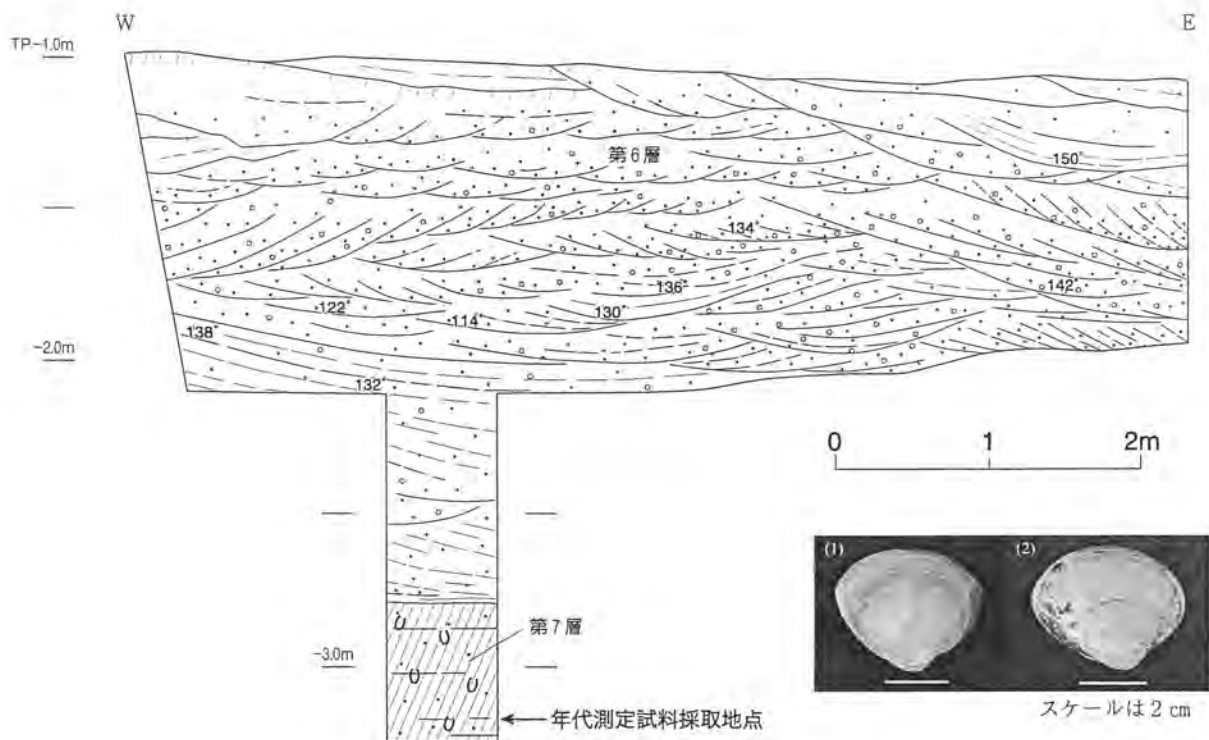 W
E
TP-1.0m
第6層
150°
134°
136°
142°
122°
130°
114°
138°
-2.0m
132°
0 1 2m
(1) (2)
第7層
-3.0m
年代測定試料採取地点
スケールは2cm